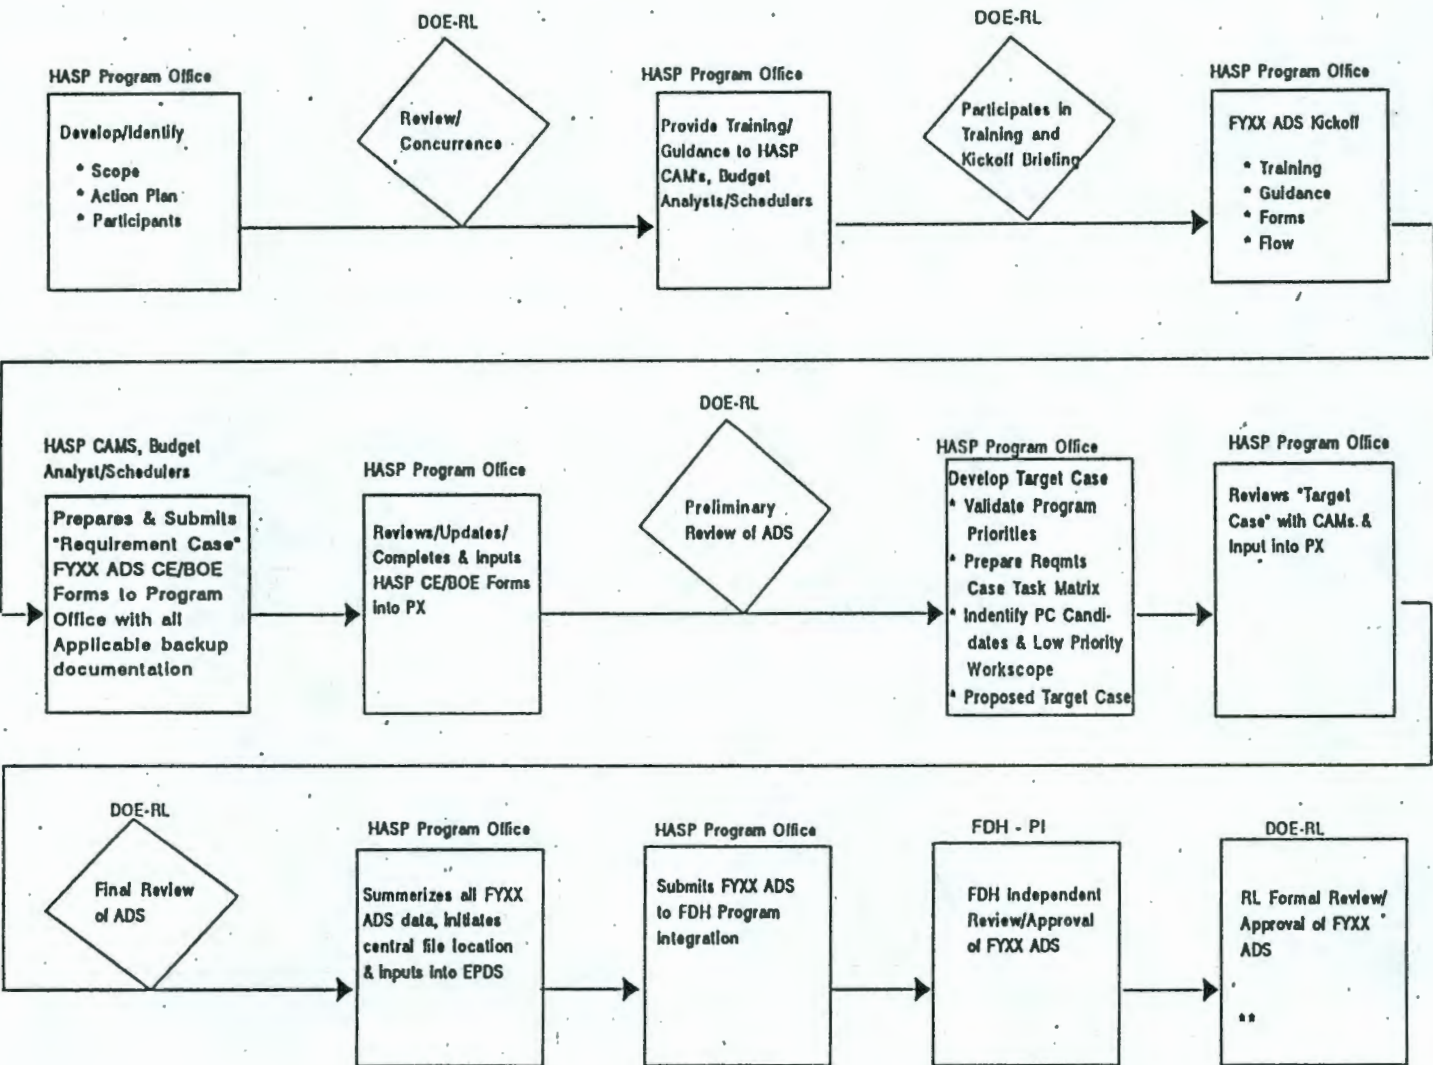 DOE-RL
DOE-RL
HASP Program Office
HASP Program Office
HASP Program Office
Develop/Identify
* Scope
* Action Plan
* Participants
Review/
Concurrence
Provide Training/
Guidance to HASP
CAM's, Budget
Analysts/Schedulers
Participates in
Training and
Kickoff Briefing
FYXX ADS Kickoff
* Training
* Guidance
* Forms
* Flow
DOE-RL
HASP CAMS, Budget
Analyst/Schedulers
HASP Program Office
HASP Program Office
HASP Program Office
Prepares & Submits
"Requirement Case"
FYXX ADS CE/BOE
Forms to Program
Office with all
Applicable backup
documentation
Reviews/Updates/
Completes & Inputs
HASP CE/BOE Forms
into PX
Preliminary
Review of ADS
Develop Target Case
* Validate Program
Priorities
* Prepare Reqmts
Case Task Matrix
* Indentify PC Candi-
dates & Low Priority
Workscope
* Proposed Target Case
Reviews "Target
Case" with CAMs &
Input into PX
DOE-RL
HASP Program Office
HASP Program Office
FDH - PI
DOE-RL
Final Review
of ADS
Summerizes all FYXX
ADS data, initiates
central file location
& Inputs into EPDS
Submits FYXX ADS
to FDH Program
Integration
FDH Independent
Review/Approval
of FYXX ADS
RL Formal Review/
Approval of FYXX
ADS
**